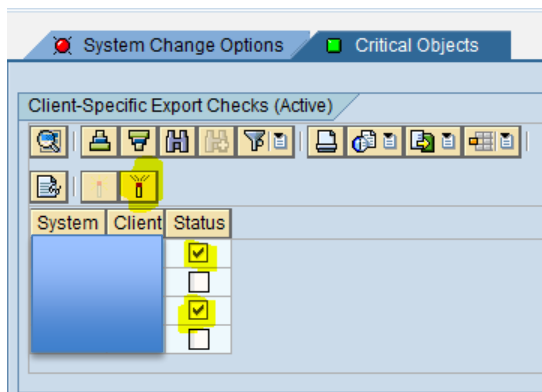 System Change Options Critical Objects
Client-Specific Export Checks (Active)
System Client Status